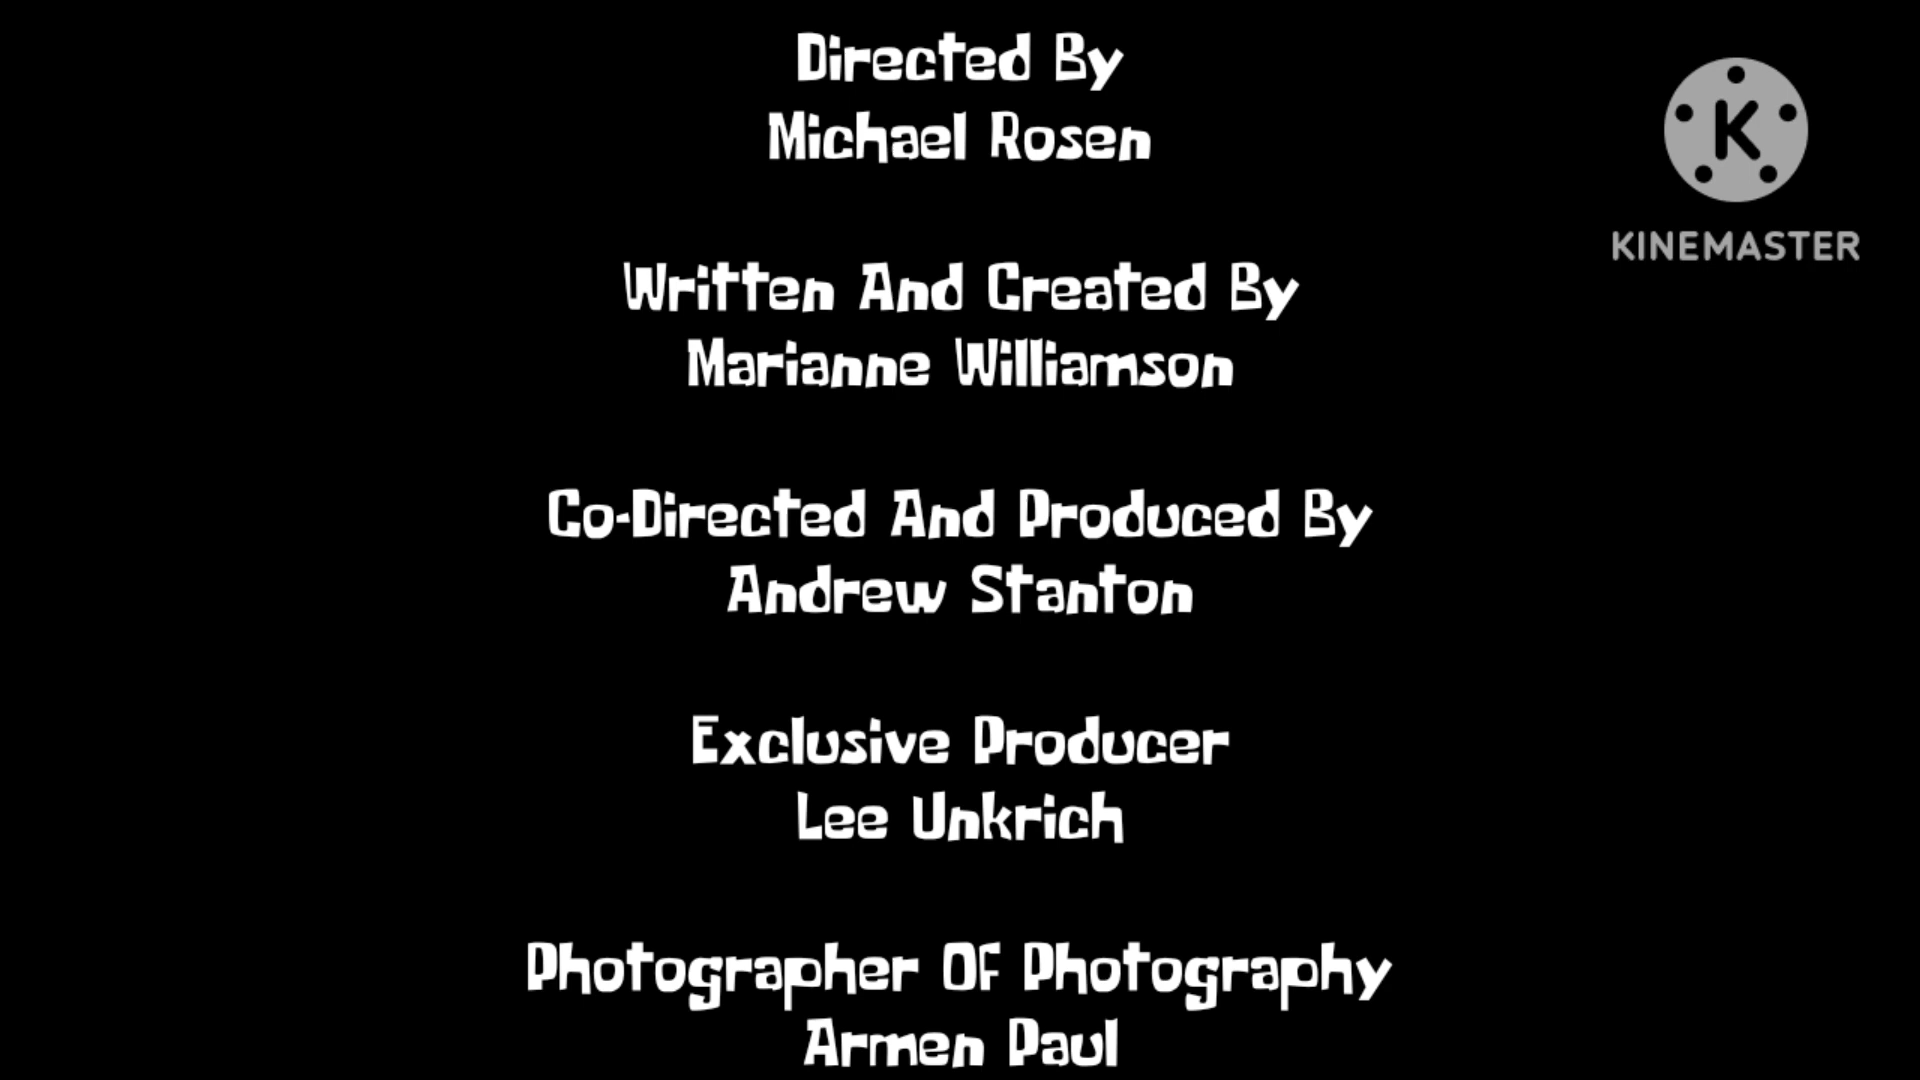 Directed By
Michael Rosen
K
KINEMASTER
Written And Created By
Marianne Williamson
Co-Directed And Produced By
Andrew Stanton
Exclusive Producer
Lee Unkrich
Photographer OF Photography
Armen Paul